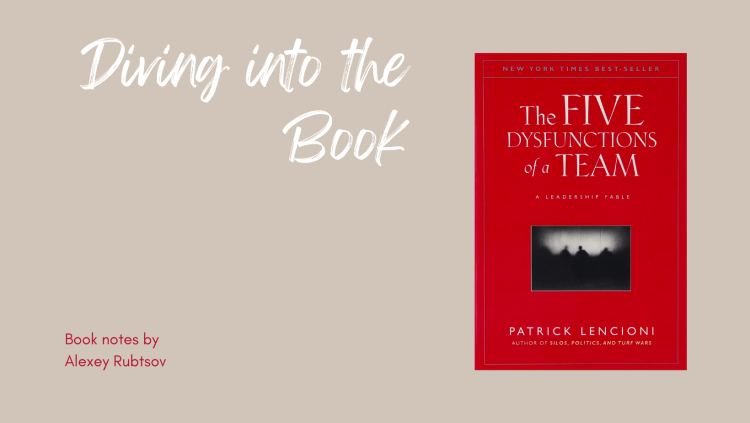 Diving into the
Book
NEW YORK TIMES BEST-SELLER
The FIVE
DYSFUNCTIONS
of a TEAM
A LEADERSHIP FABLE
PATRICK LENCIONI
AUTHOR OF SILOS, POLITICS, AND TURF WARS
Book notes by
Alexey Rubtsov